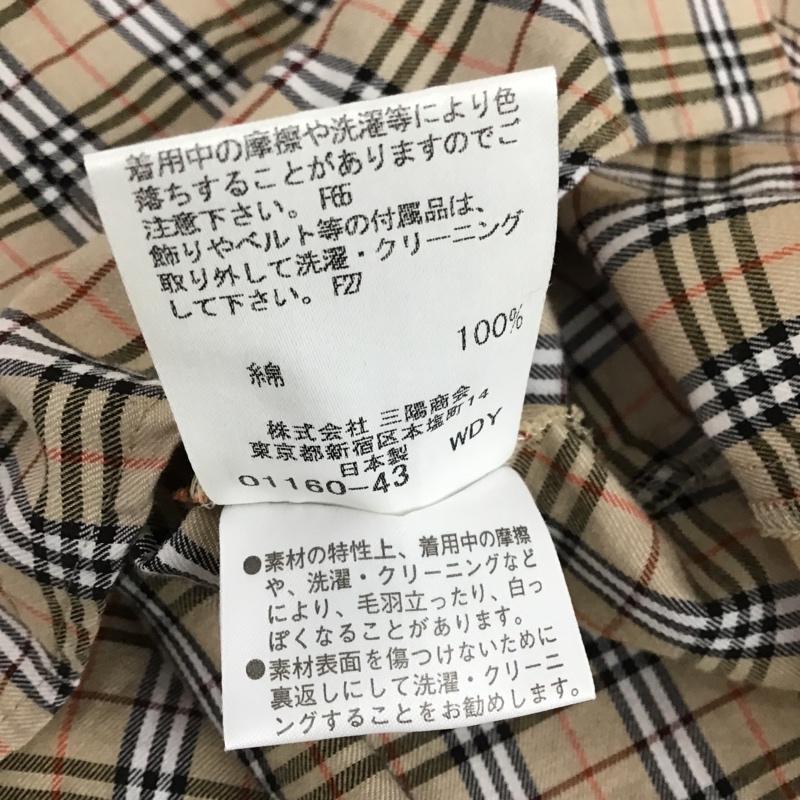 着用中の摩擦や洗濯等により色
落ちすることがありますのでご
注意下さい。F65
飾りやベルト等の付属品は、
取り外して洗濯・クリーニング
して下さい。F27
綿 100%
株式会社 三陽商会
東京都新宿区本塩町14
日本製 WDY
01160-43
●素材の特性上、着用中の摩擦
や、洗濯・クリーニングなど
により、毛羽立ったり、白っ
ぽくなることがあります。
●素材表面を傷つけないために
裏返しにして洗濯・クリーニ
ングすることをお勧めします。